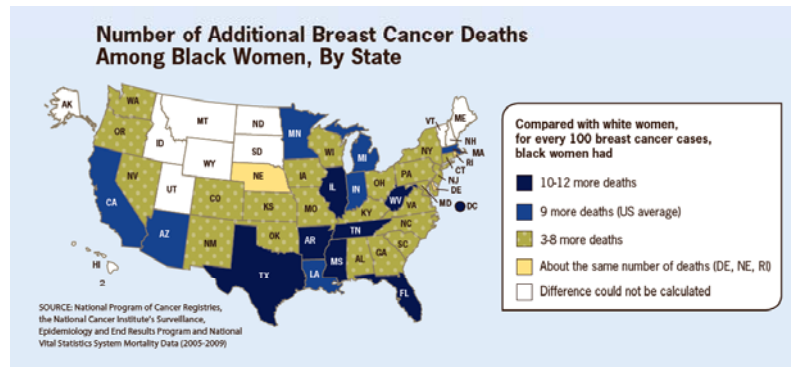 Number of Additional Breast Cancer Deaths
Among Black Women, By State
AK
WA
OR
CA
NV
ID
MT
WY
UT
AZ
CO
NM
ND
SD
NE
KS
OK
TX
MN
IA
MO
AR
LA
WI
IL
MS
MI
IN
KY
TN
AL
OH
WV
GA
FL
PA
VA
NC
SC
NY
VT
ME
NH
MA
RI
CT
NJ
DE
MD
DC
HI
2
Compared with white women,
for every 100 breast cancer cases,
black women had
10-12 more deaths
9 more deaths (US average)
3-8 more deaths
About the same number of deaths (DE, NE, RI)
Difference could not be calculated
SOURCE: National Program of Cancer Registries,
the National Cancer Institute's Surveillance,
Epidemiology and End Results Program and National
Vital Statistics System Mortality Data (2005-2009)